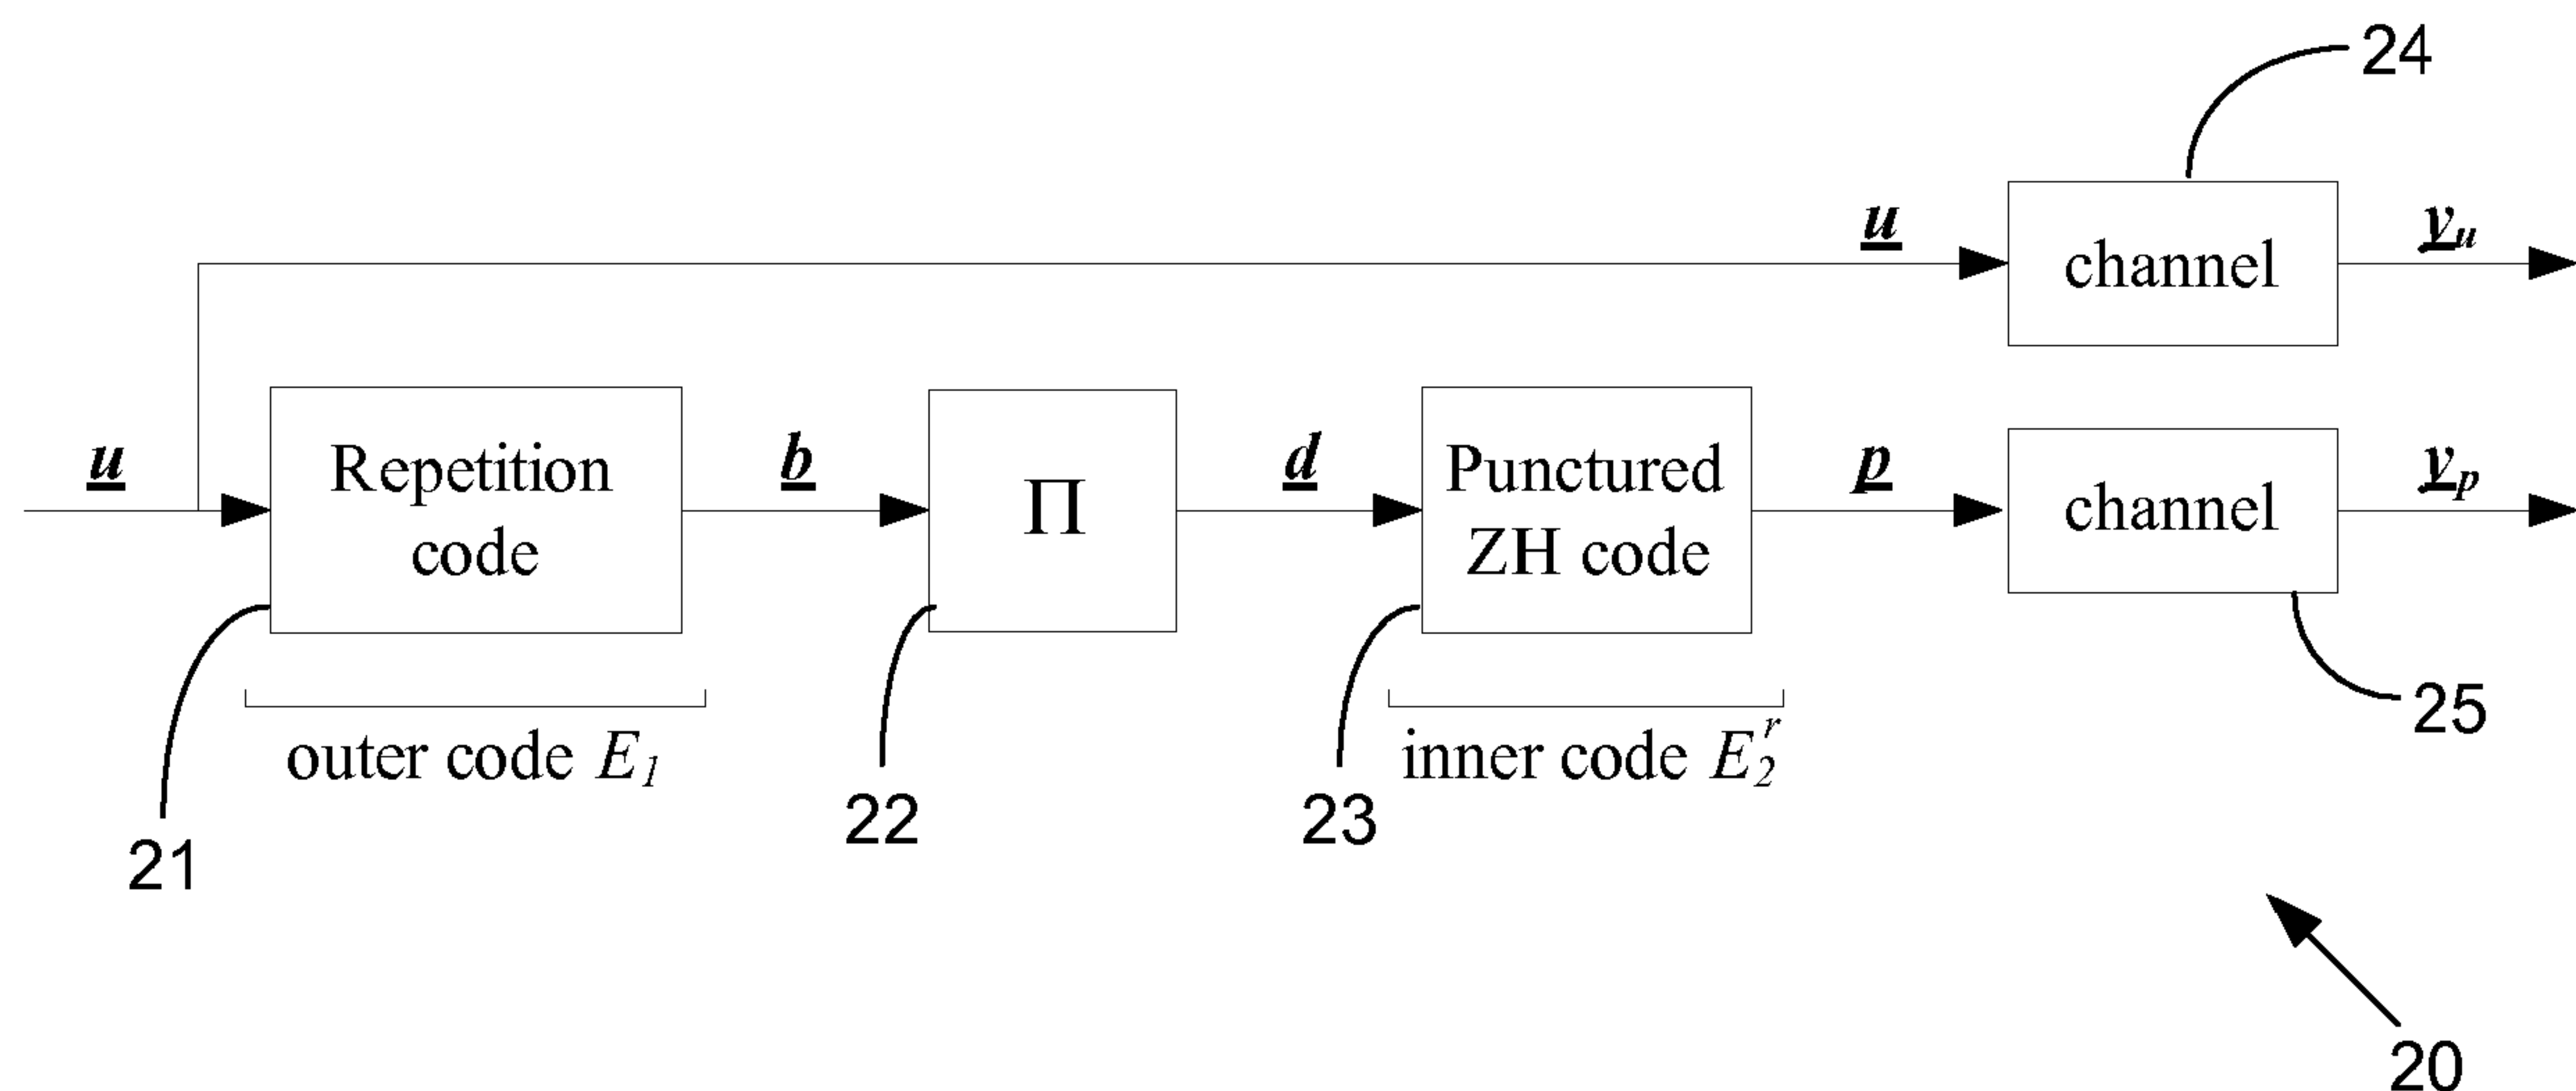 24
u
y_u
channel
u
Repetition
code
b
Π
d
Punctured
ZH code
p
channel
y_p
outer code E_1
inner code E_2^r
21
22
23
25
20